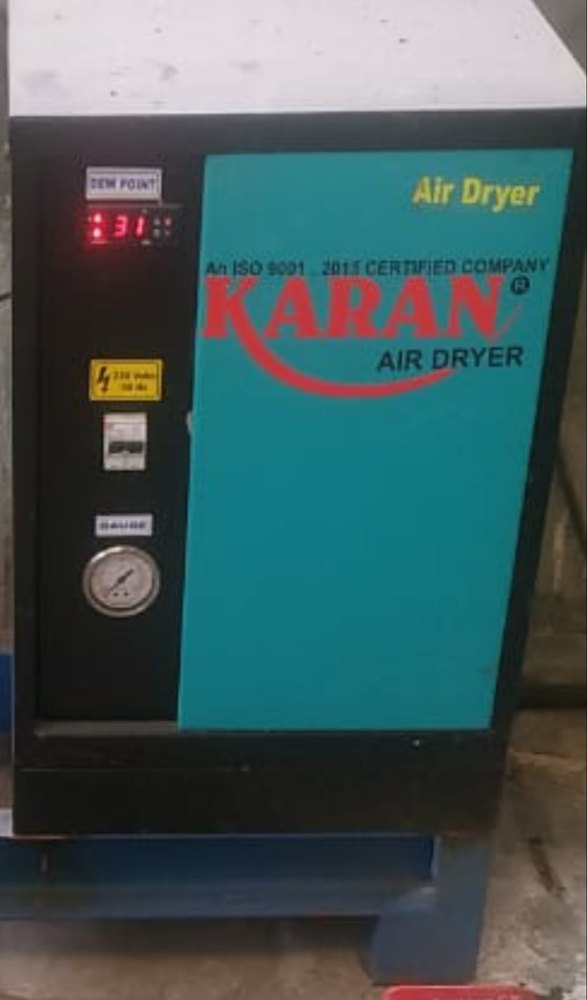 DEW POINT
31
Air Dryer
An ISO 9001 : 2015 CERTIFIED COMPANY
KARAN ®
AIR DRYER
GAUGE